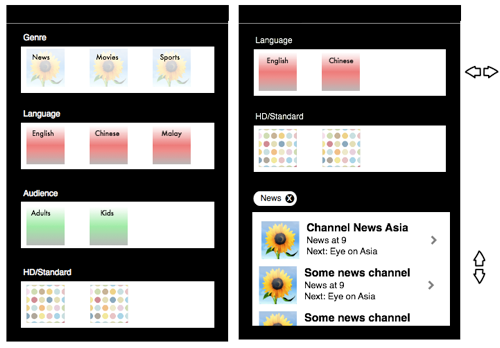 Genre
News
Movies
Sports
Language
English
Chinese
Malay
Audience
Adults
Kids
HD/Standard
Language
English
Chinese
HD/Standard
News X
Channel News Asia
News at 9
Next: Eye on Asia
Some news channel
News at 9
Next: Eye on Asia
Some news channel